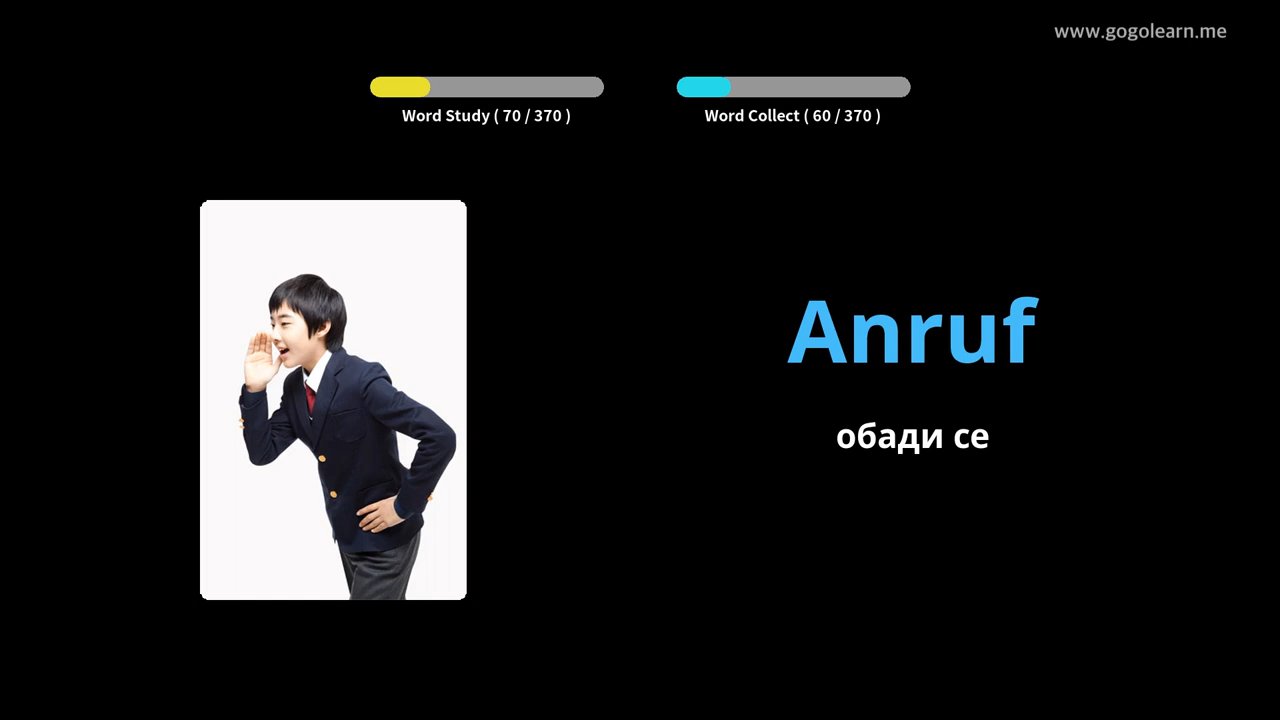 www.gogolearn.me
Word Study ( 70 / 370 )
Word Collect ( 60 / 370 )
Anruf
обади се